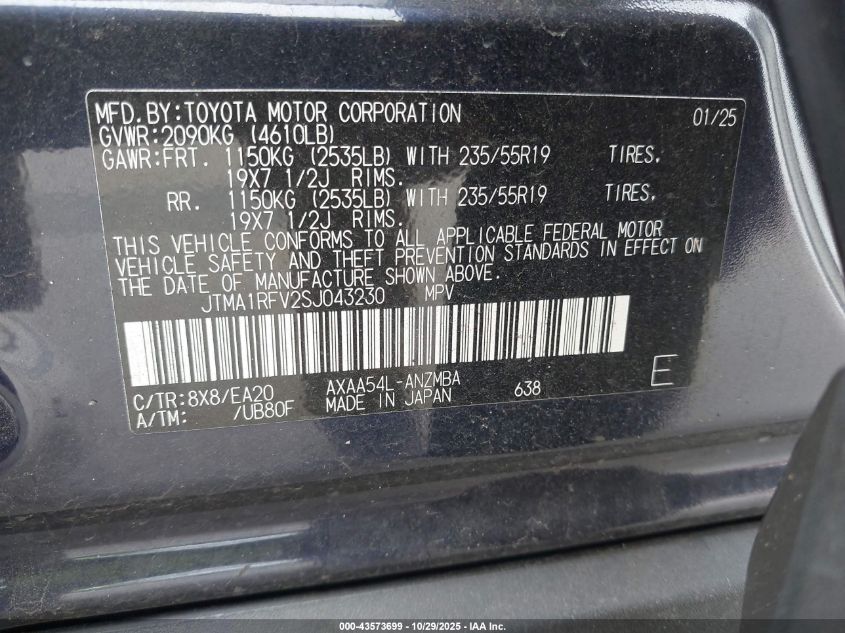 MFD.BY:TOYOTA MOTOR CORPORATION 01/25
GVWR:2090KG (4610LB)
GAWR:FRT. 1150KG (2535LB) WITH 235/55R19 TIRES.
19X7 1/2J RIMS.
RR. 1150KG (2535LB) WITH 235/55R19 TIRES.
19X7 1/2J RIMS.
THIS VEHICLE CONFORMS TO ALL APPLICABLE FEDERAL MOTOR
VEHICLE SAFETY AND THEFT PREVENTION STANDARDS IN EFFECT ON
THE DATE OF MANUFACTURE SHOWN ABOVE.
JTMA1RFV2SJ043230 MPV
C/TR:8X8/EA20 AXAA54L-ANZMBA 638 E
A/TM: /UB80F MADE IN JAPAN
000-43573699 - 10/29/2025 - IAA Inc.